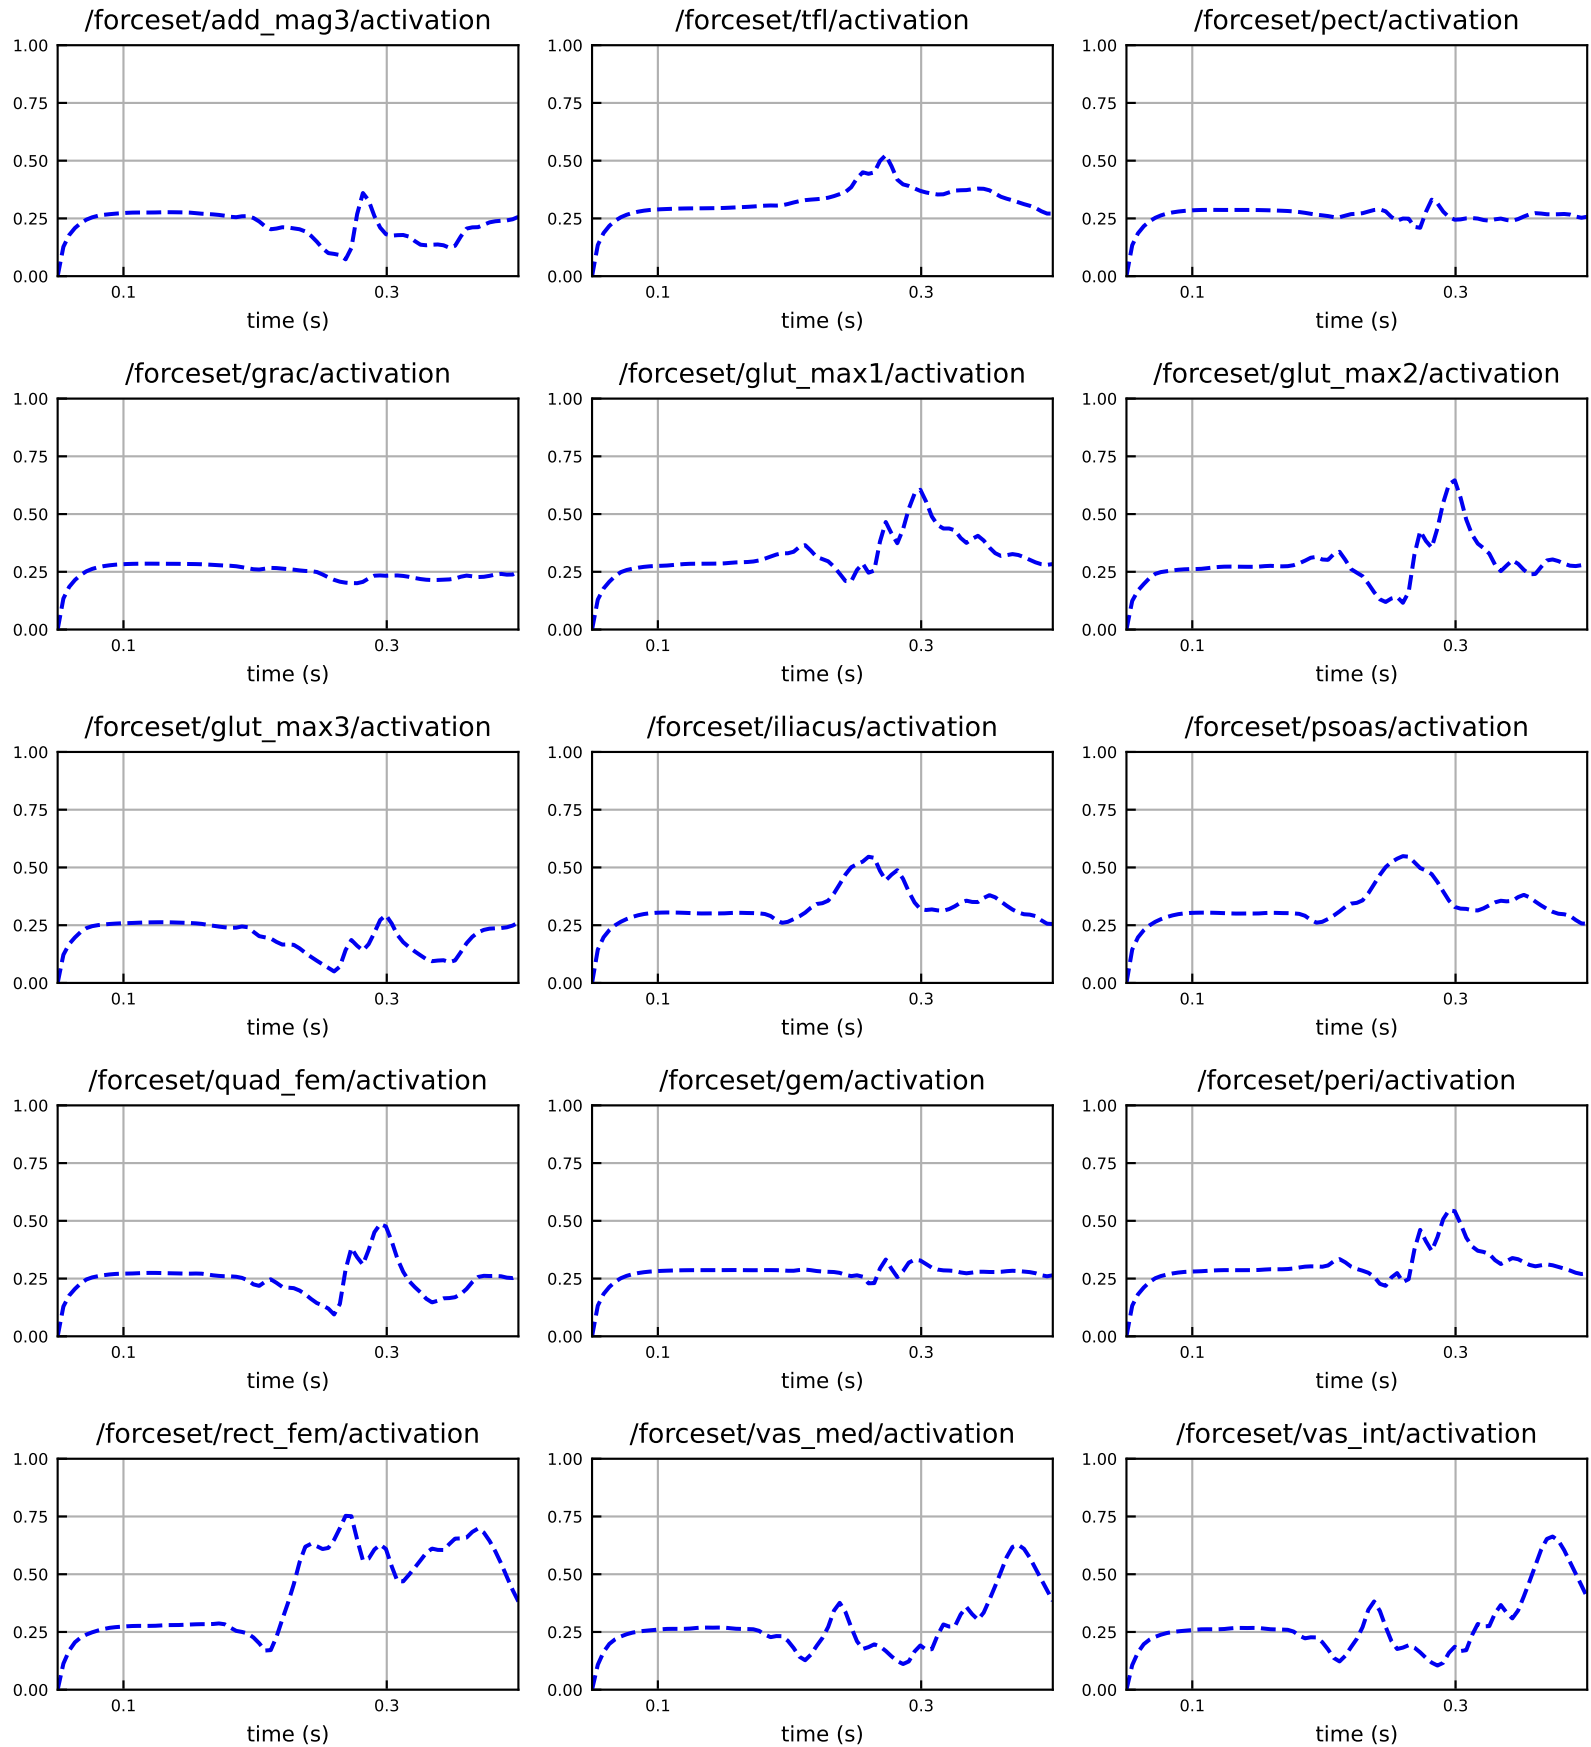 /forceset/add_mag3/activation /forceset/tfl/activation /forceset/pect/activation
1.00 1.00 1.00
0.75 0.75 0.75
0.50 0.50 0.50
0.25 0.25 0.25
0.00 0.00 0.00
0.1 0.3 0.1 0.3 0.1 0.3
time (s) time (s) time (s)
/forceset/grac/activation /forceset/glut_max1/activation /forceset/glut_max2/activation
1.00 1.00 1.00
0.75 0.75 0.75
0.50 0.50 0.50
0.25 0.25 0.25
0.00 0.00 0.00
0.1 0.3 0.1 0.3 0.1 0.3
time (s) time (s) time (s)
/forceset/glut_max3/activation /forceset/iliacus/activation /forceset/psoas/activation
1.00 1.00 1.00
0.75 0.75 0.75
0.50 0.50 0.50
0.25 0.25 0.25
0.00 0.00 0.00
0.1 0.3 0.1 0.3 0.1 0.3
time (s) time (s) time (s)
/forceset/quad_fem/activation /forceset/gem/activation /forceset/peri/activation
1.00 1.00 1.00
0.75 0.75 0.75
0.50 0.50 0.50
0.25 0.25 0.25
0.00 0.00 0.00
0.1 0.3 0.1 0.3 0.1 0.3
time (s) time (s) time (s)
/forceset/rect_fem/activation /forceset/vas_med/activation /forceset/vas_int/activation
1.00 1.00 1.00
0.75 0.75 0.75
0.50 0.50 0.50
0.25 0.25 0.25
0.00 0.00 0.00
0.1 0.3 0.1 0.3 0.1 0.3
time (s) time (s) time (s)